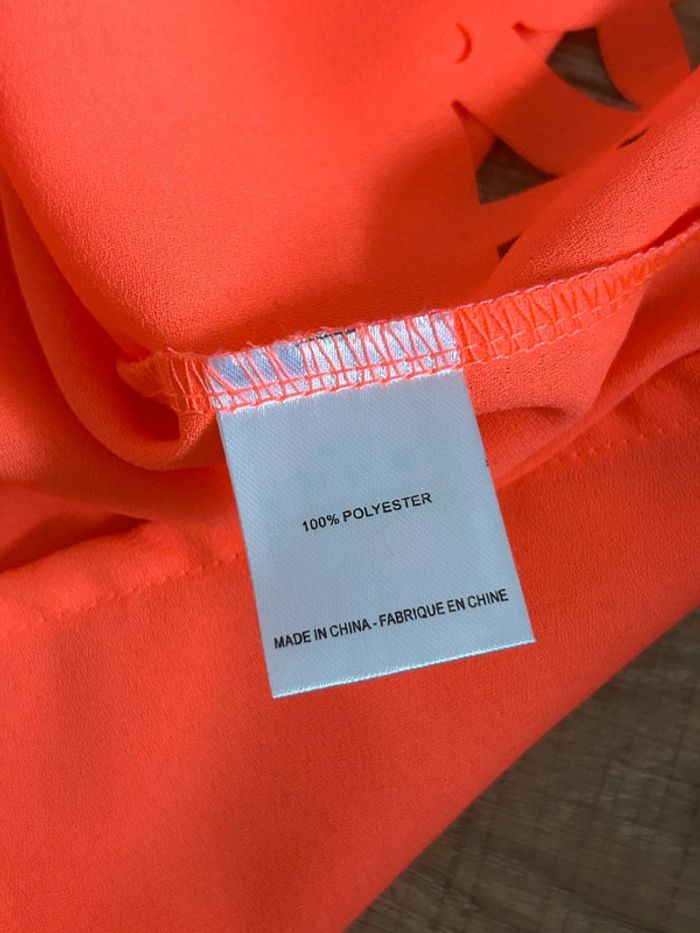 100% POLYESTER
MADE IN CHINA - FABRIQUE EN CHINE